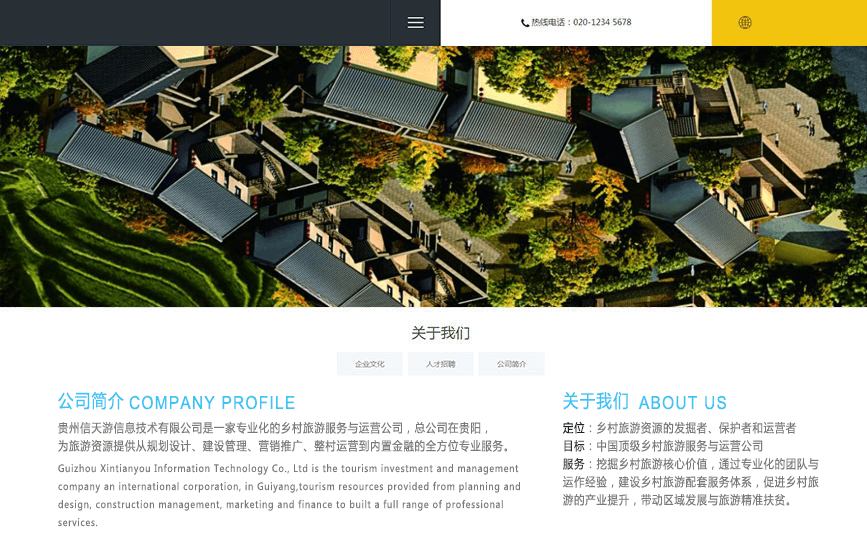 热线电话：020-1234 5678
关于我们
企业文化
人才招聘
公司简介
公司简介 COMPANY PROFILE
贵州信天游信息技术有限公司是一家专业化的乡村旅游服务与运营公司，总公司在贵阳，
为旅游资源提供从规划设计、建设管理、营销推广、整村运营到内置金融的全方位专业服务。
Guizhou Xintianyou Information Technology Co., Ltd is the tourism investment and management
company an international corporation, in Guiyang,tourism resources provided from planning and
design, construction management, marketing and finance to built a full range of professional
services.
关于我们 ABOUT US
定位：乡村旅游资源的发掘者、保护者和运营者
目标：中国顶级乡村旅游服务与运营公司
服务：挖掘乡村旅游核心价值，通过专业化的团队与
运作经验，建设乡村旅游配套服务体系，促进乡村旅
游的产业提升，带动区域发展与旅游精准扶贫。